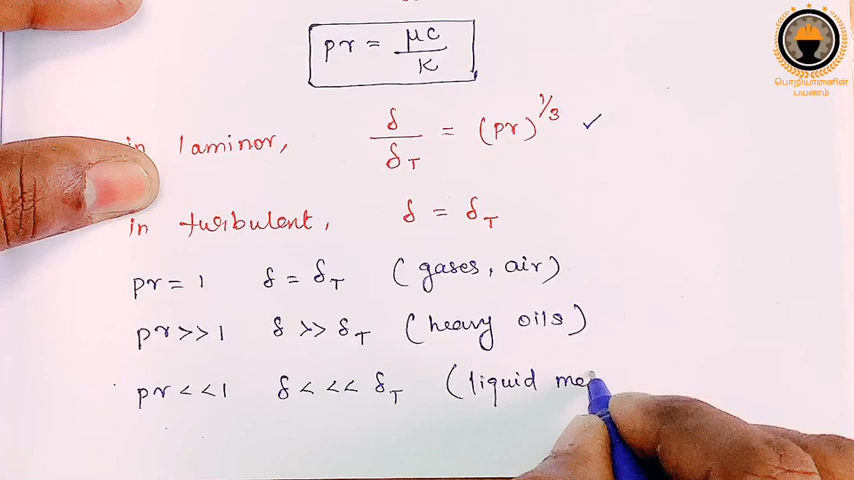 பொறியாளனின்
பயணம்
pr = μc / k
in laminor, δ / δT = (pr)^1/3 ✓
in turbulent, δ = δT
pr = 1 δ = δT (gases, air)
pr >> 1 δ >> δT (heavy oils)
pr < < 1 δ < << δT (liquid me